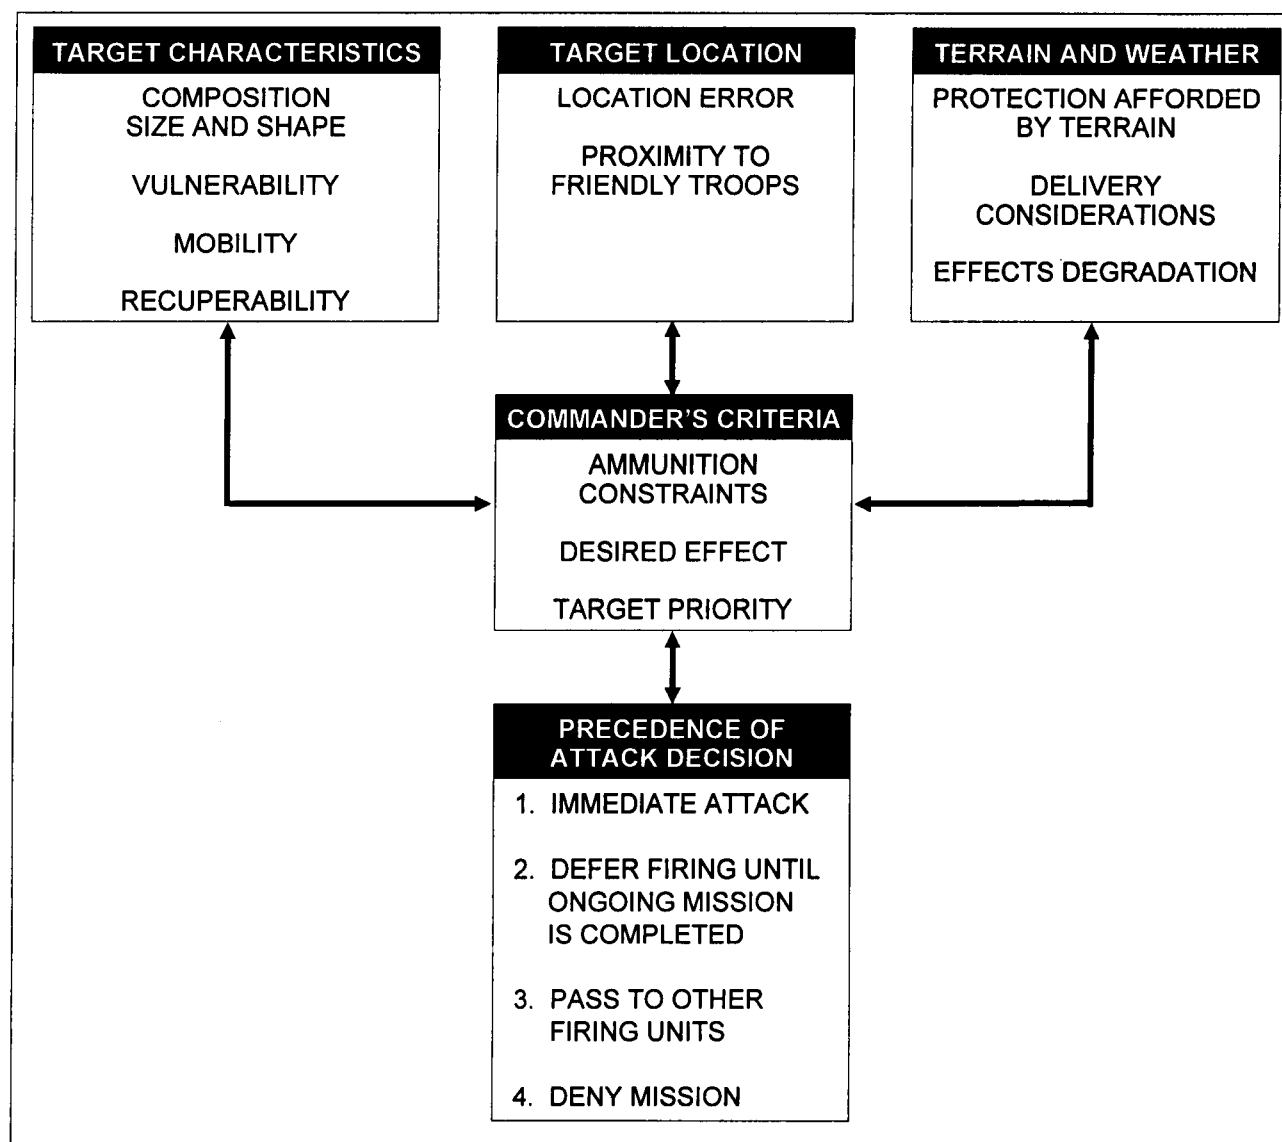 TARGET CHARACTERISTICS
COMPOSITION
SIZE AND SHAPE
VULNERABILITY
MOBILITY
RECUPERABILITY
TARGET LOCATION
LOCATION ERROR
PROXIMITY TO
FRIENDLY TROOPS
TERRAIN AND WEATHER
PROTECTION AFFORDED
BY TERRAIN
DELIVERY
CONSIDERATIONS
EFFECTS DEGRADATION
COMMANDER'S CRITERIA
AMMUNITION
CONSTRAINTS
DESIRED EFFECT
TARGET PRIORITY
PRECEDENCE OF
ATTACK DECISION
1. IMMEDIATE ATTACK
2. DEFER FIRING UNTIL
ONGOING MISSION
IS COMPLETED
3. PASS TO OTHER
FIRING UNITS
4. DENY MISSION